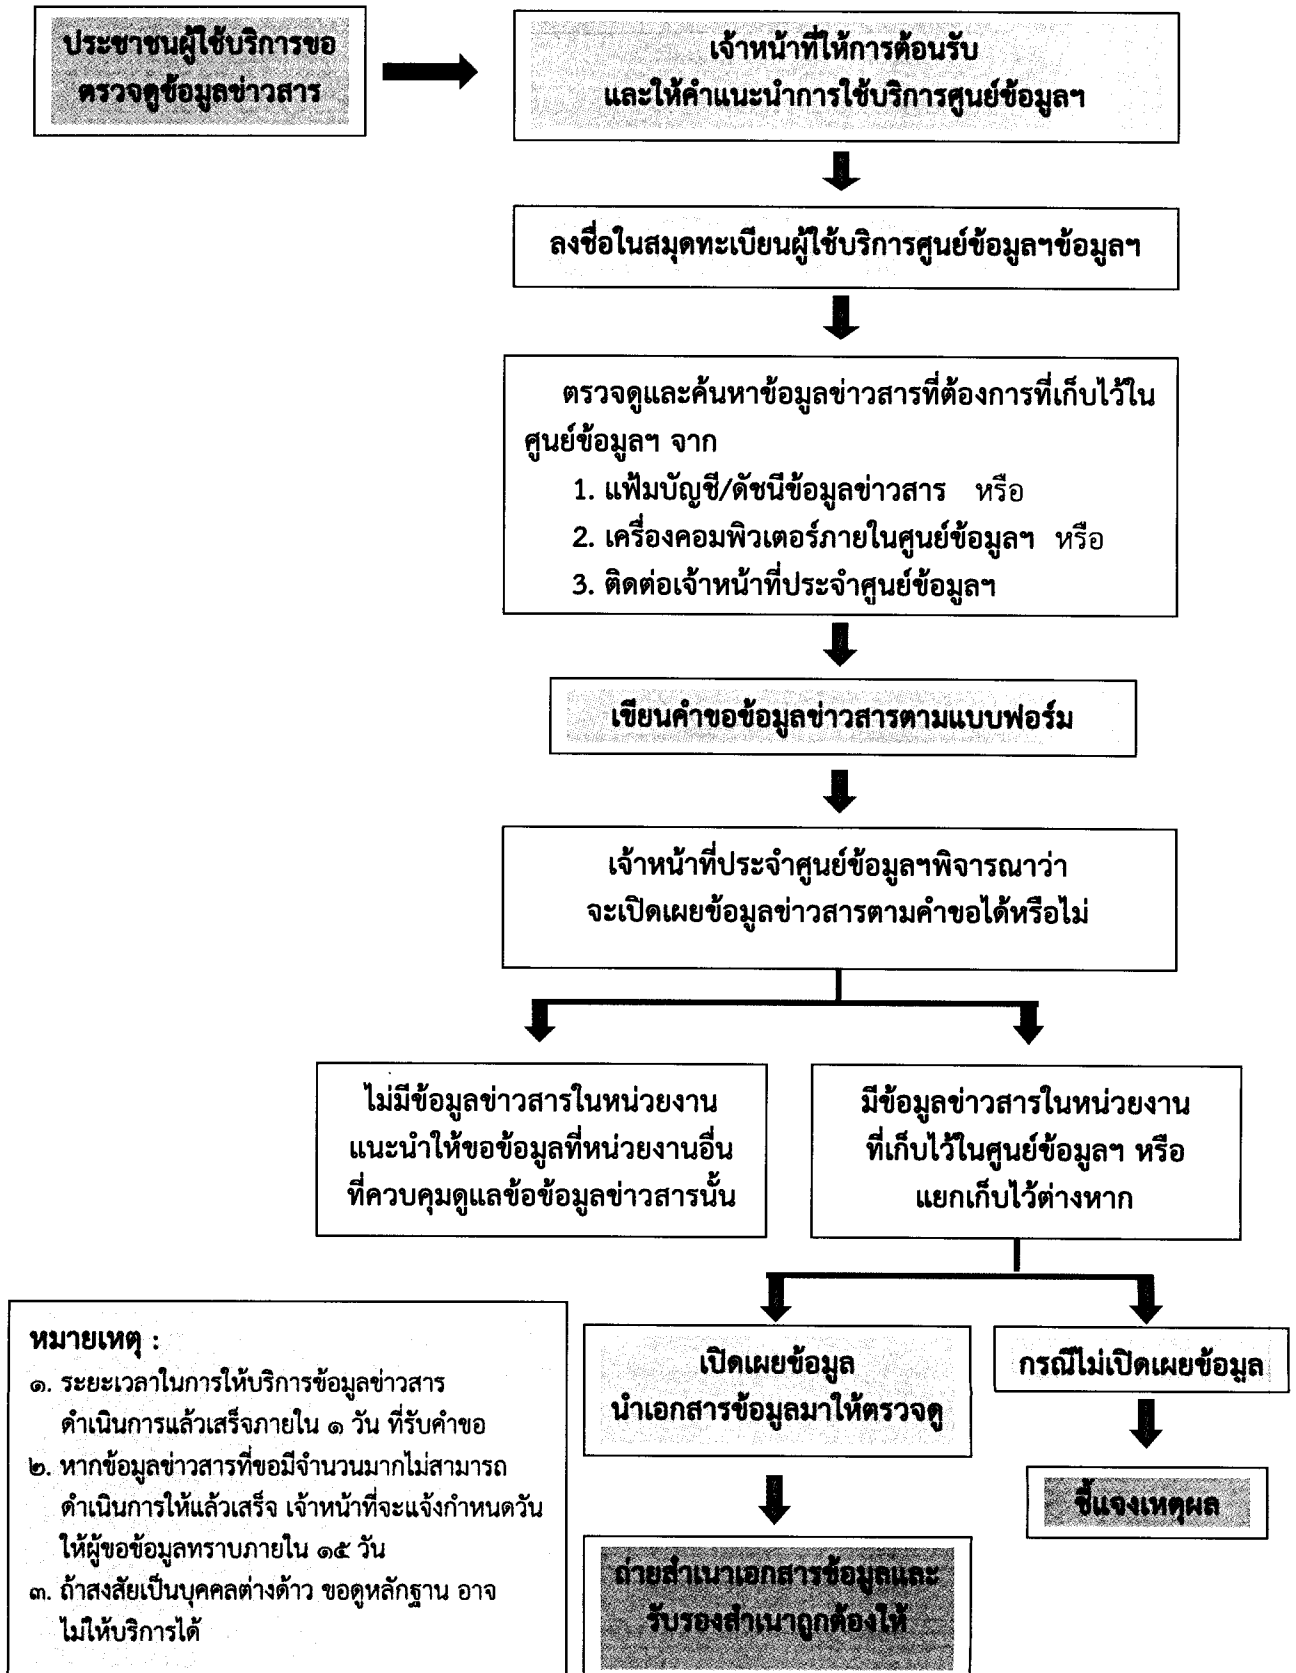 ประชาชนผู้ใช้บริการขอ
ตรวจดูข้อมูลข่าวสาร
เจ้าหน้าที่ให้การต้อนรับ
และให้คำแนะนำการใช้บริการศูนย์ข้อมูลฯ
ลงชื่อในสมุดทะเบียนผู้ใช้บริการศูนย์ข้อมูลฯข้อมูลฯ
ตรวจดูและค้นหาข้อมูลข่าวสารที่ต้องการที่เก็บไว้ใน
ศูนย์ข้อมูลฯ จาก
1. แฟ้มบัญชี/ดัชนีข้อมูลข่าวสาร หรือ
2. เครื่องคอมพิวเตอร์ภายในศูนย์ข้อมูลฯ หรือ
3. ติดต่อเจ้าหน้าที่ประจำศูนย์ข้อมูลฯ
เขียนคำขอข้อมูลข่าวสารตามแบบฟอร์ม
เจ้าหน้าที่ประจำศูนย์ข้อมูลฯพิจารณาว่า
จะเปิดเผยข้อมูลข่าวสารตามคำขอได้หรือไม่
ไม่มีข้อมูลข่าวสารในหน่วยงาน
แนะนำให้ขอข้อมูลที่หน่วยงานอื่น
ที่ควบคุมดูแลข้อข้อมูลข่าวสารนั้น
มีข้อมูลข่าวสารในหน่วยงาน
ที่เก็บไว้ในศูนย์ข้อมูลฯ หรือ
แยกเก็บไว้ต่างหาก
เปิดเผยข้อมูล
นำเอกสารข้อมูลมาให้ตรวจดู
กรณีไม่เปิดเผยข้อมูล
ชี้แจงเหตุผล
ถ่ายสำเนาเอกสารข้อมูลและ
รับรองสำเนาถูกต้องให้
หมายเหตุ :
๑. ระยะเวลาในการให้บริการข้อมูลข่าวสาร
ดำเนินการแล้วเสร็จภายใน ๑ วัน ที่รับคำขอ
๒. หากข้อมูลข่าวสารที่ขอมีจำนวนมากไม่สามารถ
ดำเนินการให้แล้วเสร็จ เจ้าหน้าที่จะแจ้งกำหนดวัน
ให้ผู้ขอข้อมูลทราบภายใน ๑๕ วัน
๓. ถ้าสงสัยเป็นบุคคลต่างด้าว ขอดูหลักฐาน อาจ
ไม่ให้บริการได้